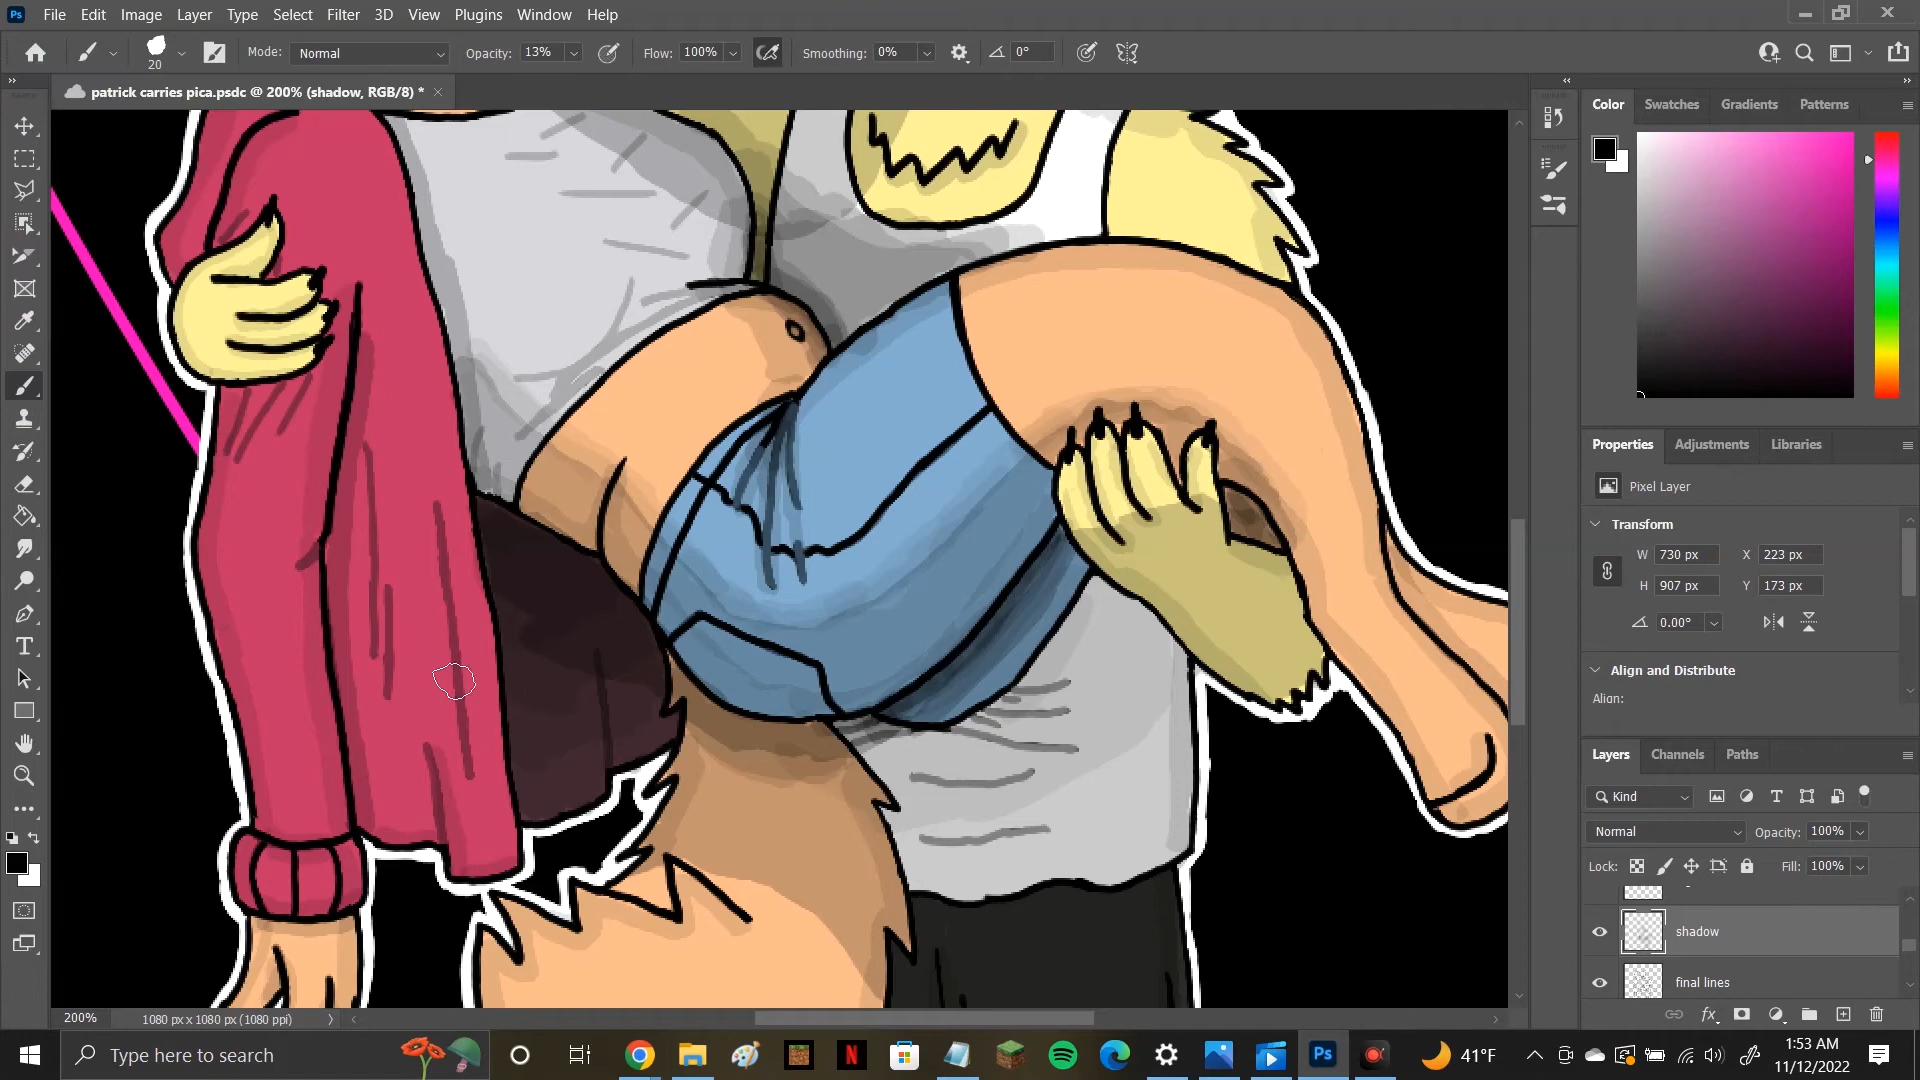 Ps File Edit Image Layer Type Select Filter 3D View Plugins Window Help
20 Mode: Normal Opacity: 13% Flow: 100% Smoothing: 0% 0°
patrick carries pica.psdc @ 200% (shadow, RGB/8) *
Color Swatches Gradients Patterns
Properties Adjustments Libraries
Pixel Layer
Transform
W 730 px X 223 px
H 907 px Y 173 px
0.00°
Align and Distribute
Align:
Layers Channels Paths
Kind
Normal Opacity: 100%
Lock: Fill: 100%
shadow
final lines
fx
200% 1080 px x 1080 px (1080 ppi)
Type here to search
N
Ps
41°F
1:53 AM
11/12/2022